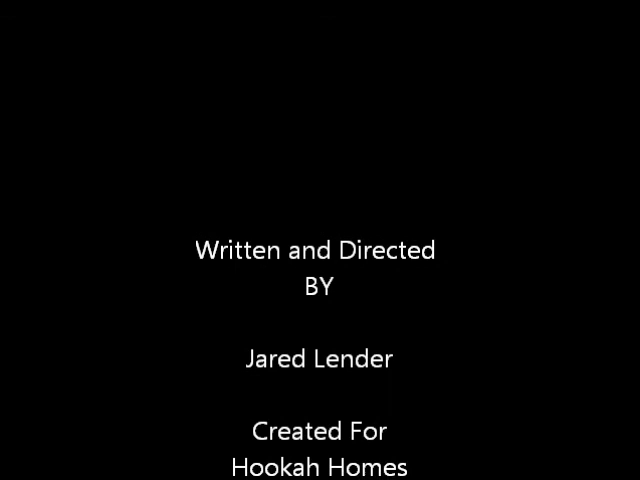 Written and Directed
BY
Jared Lender
Created For
Hookah Homes